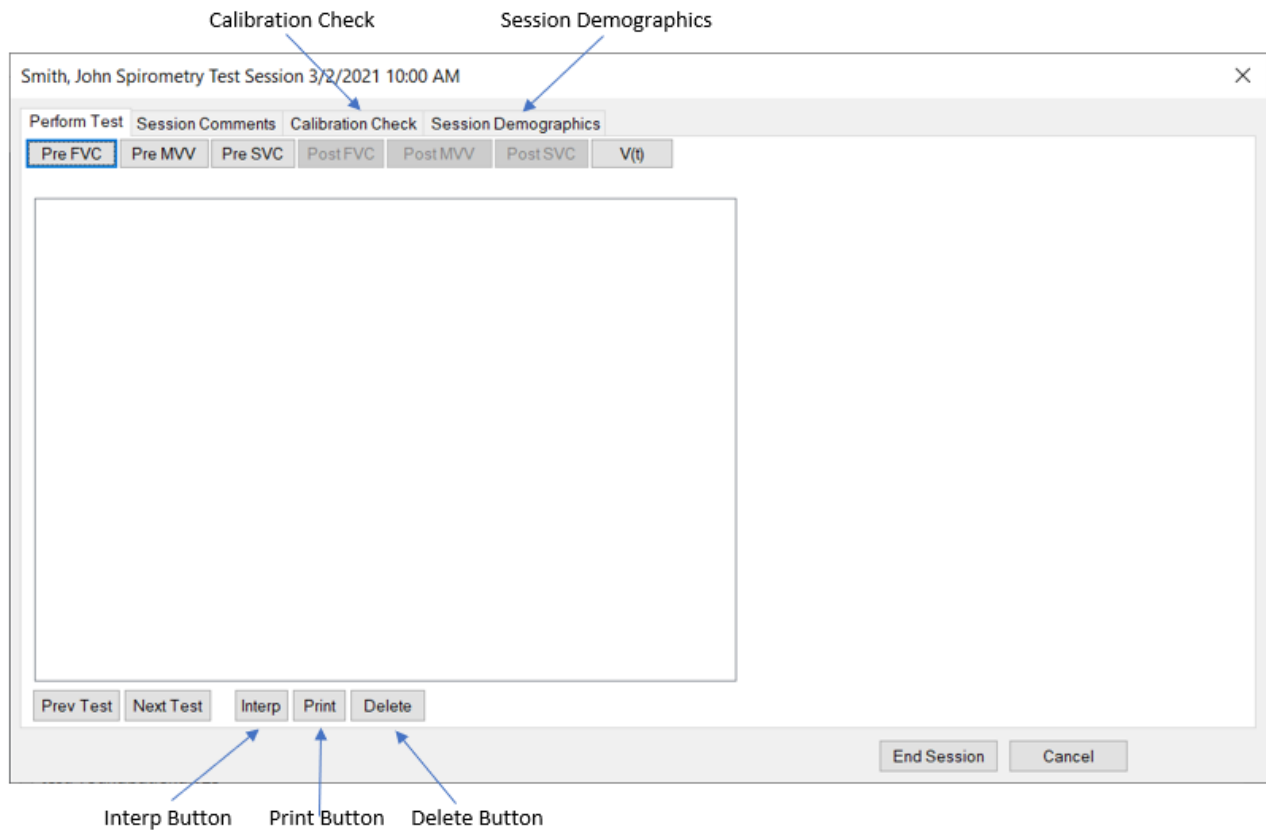 Calibration Check Session Demographics
Smith, John Spirometry Test Session 3/2/2021 10:00 AM
Perform Test Session Comments Calibration Check Session Demographics
Pre FVC Pre MVV Pre SVC Post FVC Post MVV Post SVC V(t)
Prev Test Next Test Interp Print Delete
End Session Cancel
Interp Button Print Button Delete Button